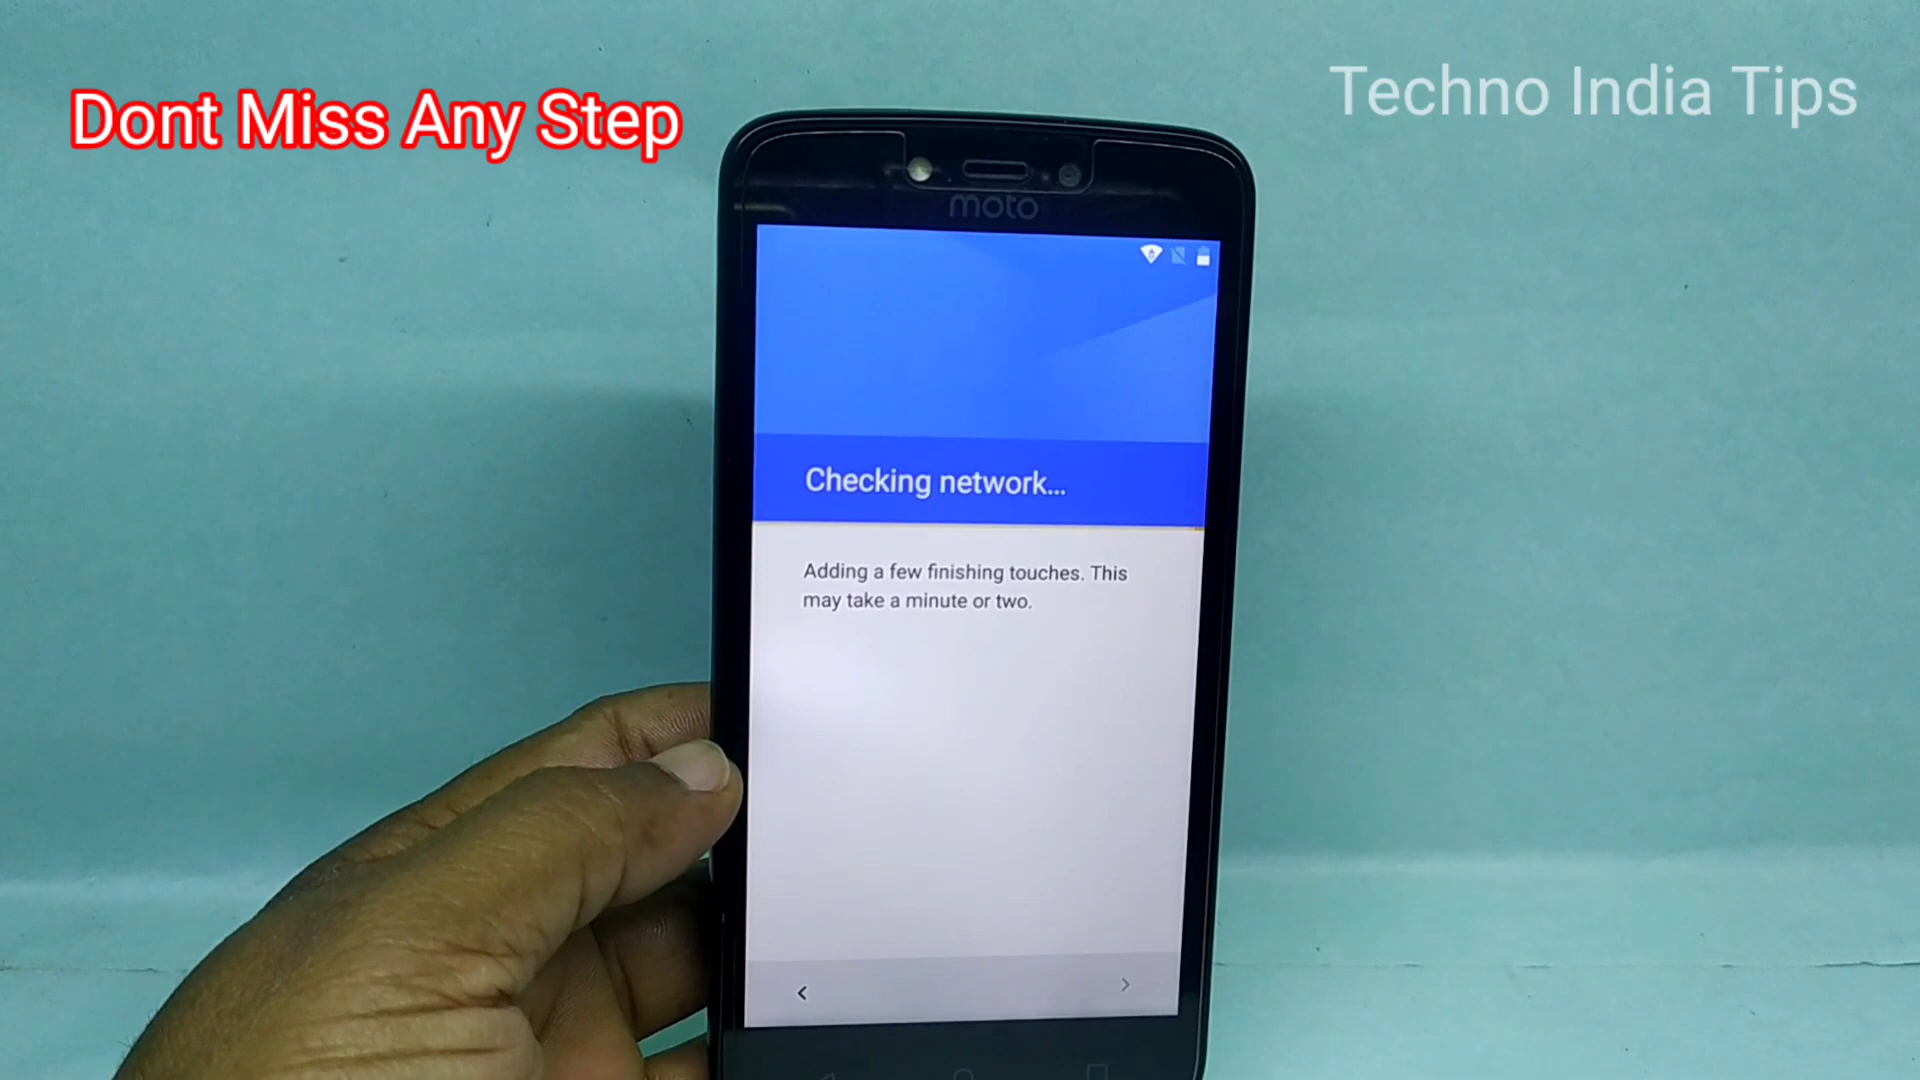 Dont Miss Any Step
Techno India Tips
moto
Checking network...
Adding a few finishing touches. This
may take a minute or two.